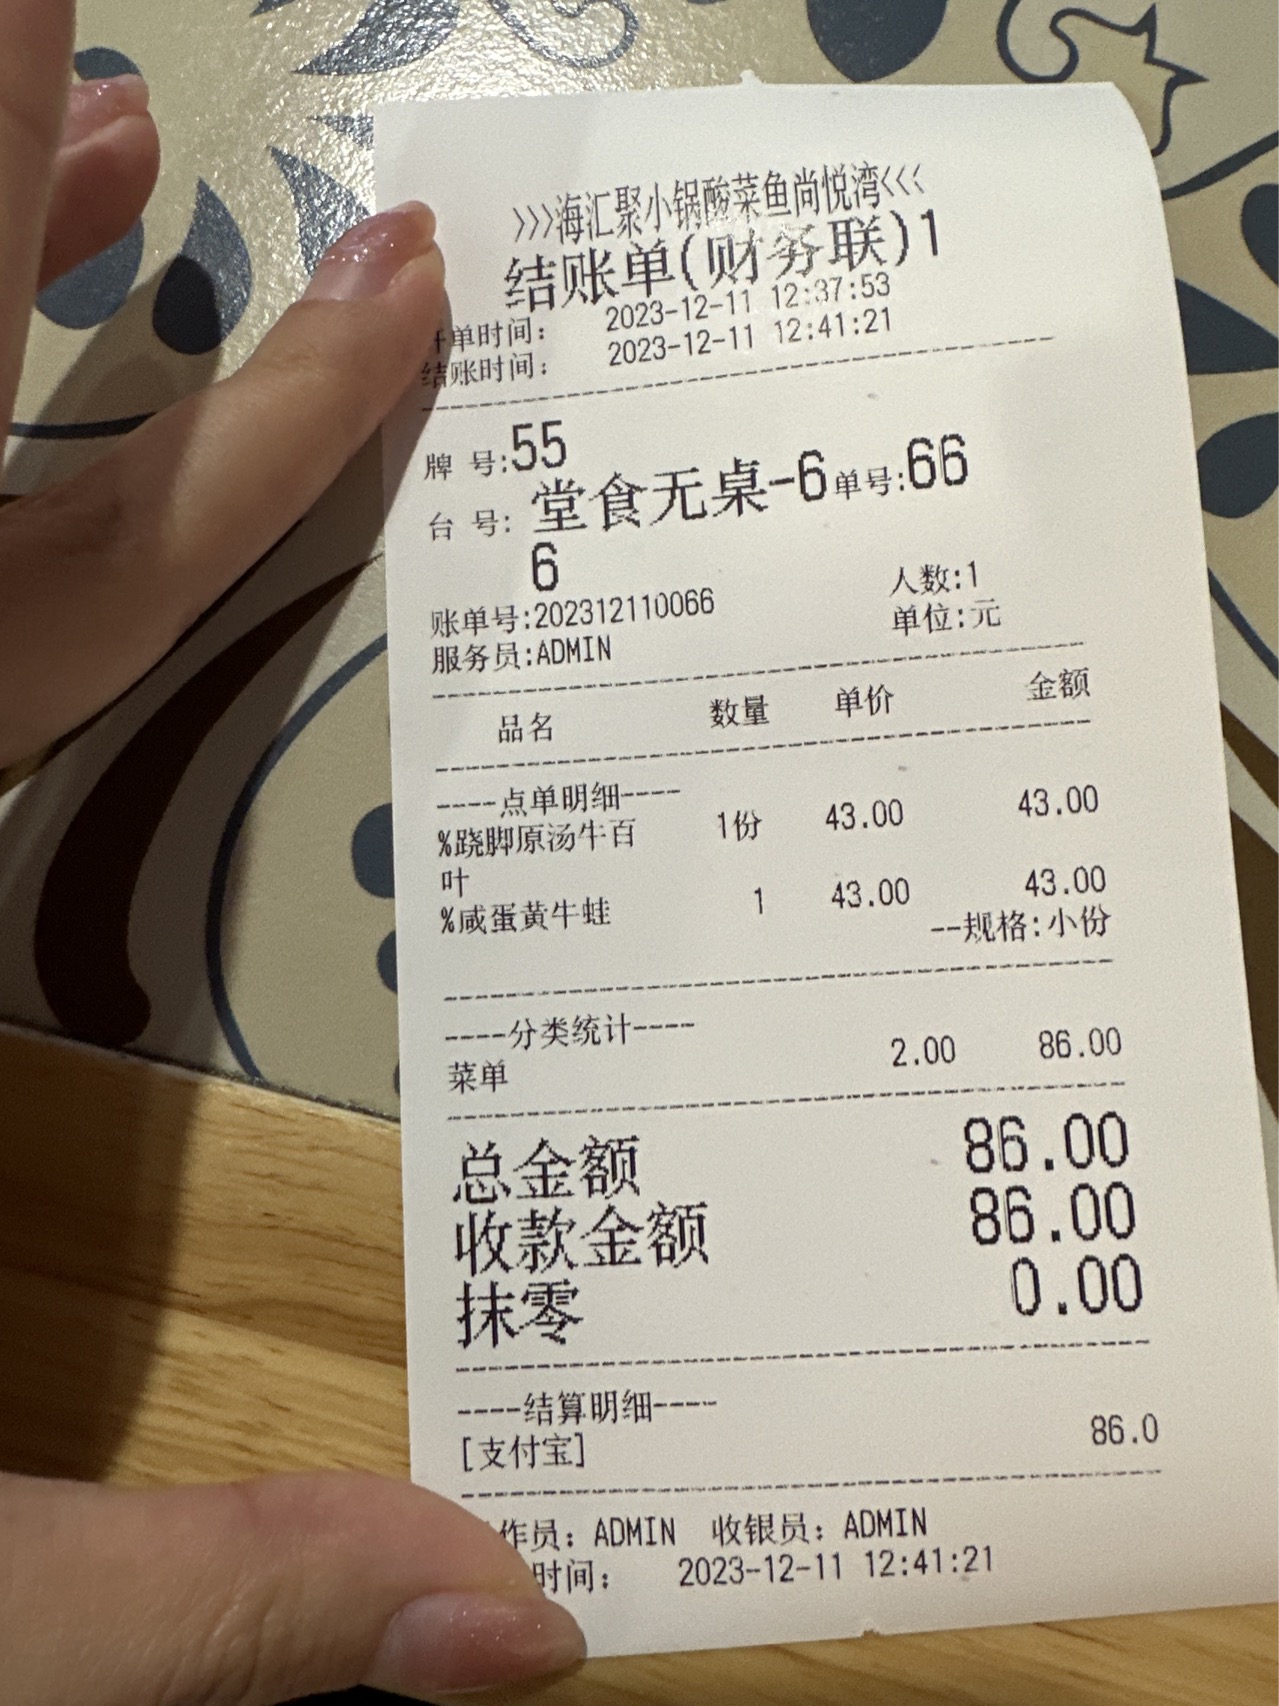 >>>海汇聚小锅酸菜鱼尚悦湾<<<
结账单(财务联)1
开单时间: 2023-12-11 12:37:53
结账时间: 2023-12-11 12:41:21
牌 号:55
台 号: 堂食无桌-6 单号:66
6
账单号:202312110066 人数:1
服务员:ADMIN 单位:元
品名 数量 单价 金额
----点单明细----
%跷脚原汤牛百 1份 43.00 43.00
叶
%咸蛋黄牛蛙 1 43.00 43.00
--规格:小份
----分类统计----
菜单 2.00 86.00
总金额 86.00
收款金额 86.00
抹零 0.00
----结算明细----
[支付宝] 86.0
作员: ADMIN 收银员: ADMIN
时间: 2023-12-11 12:41:21